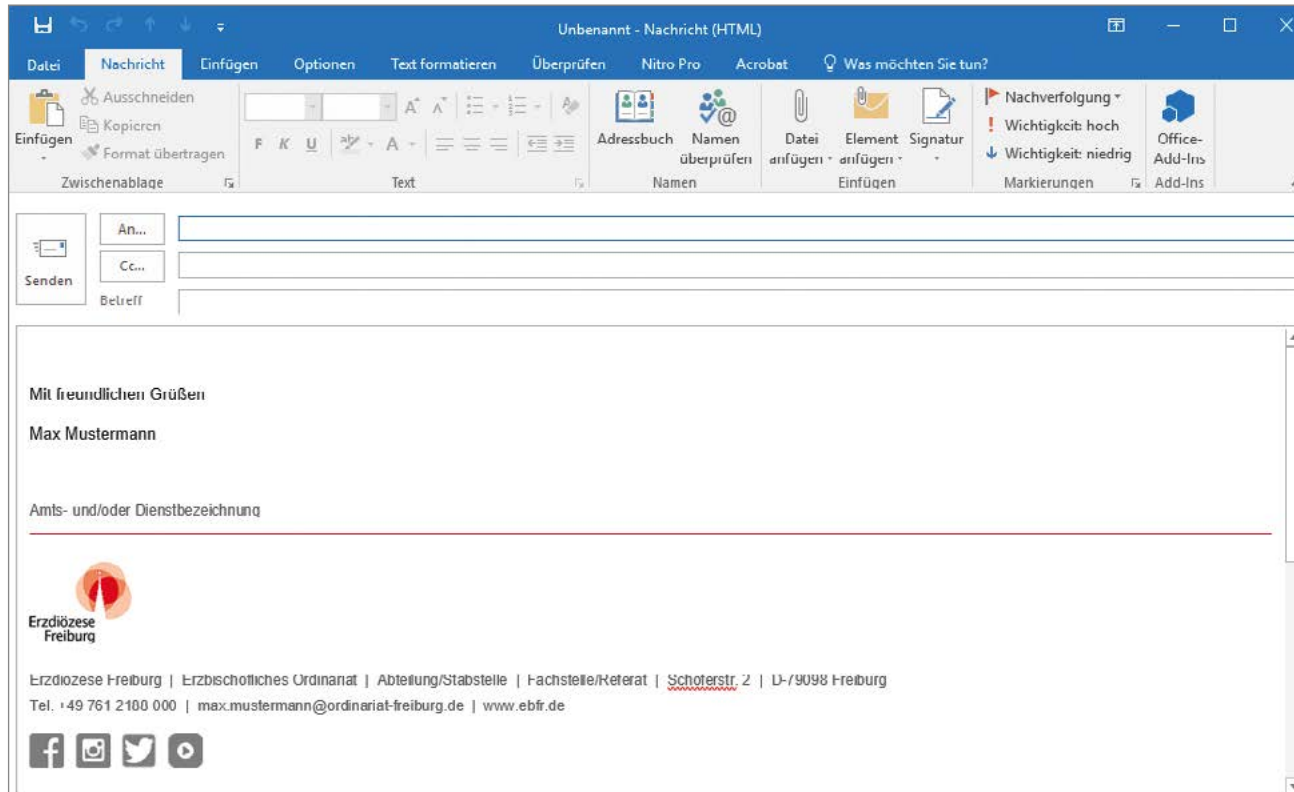 Unbenannt - Nachricht (HTML)
Datei Nachricht Einfügen Optionen Text formatieren Überprüfen Nitro Pro Acrobat Was möchten Sie tun?
Einfügen
Ausschneiden
Kopieren
Format übertragen
Zwischenablage
F K U
Text
Adressbuch
Namen überprüfen
Namen
Datei anfügen
Element anfügen
Signatur
Einfügen
Nachverfolgung
Wichtigkeit: hoch
Wichtigkeit: niedrig
Markierungen
Office-
Add-Ins
Add-Ins
Senden
An...
Cc...
Betreff
Mit freundlichen Grüßen
Max Mustermann
Amts- und/oder Dienstbezeichnung
Erzdiözese
Freiburg
Erzdiözese Freiburg | Erzbischöfliches Ordinariat | Abteilung/Stabstelle | Fachstelle/Referat | Schoferstr. 2 | D-79098 Freiburg
Tel. +49 761 2188 000 | max.mustermann@ordinariat-freiburg.de | www.ebfr.de